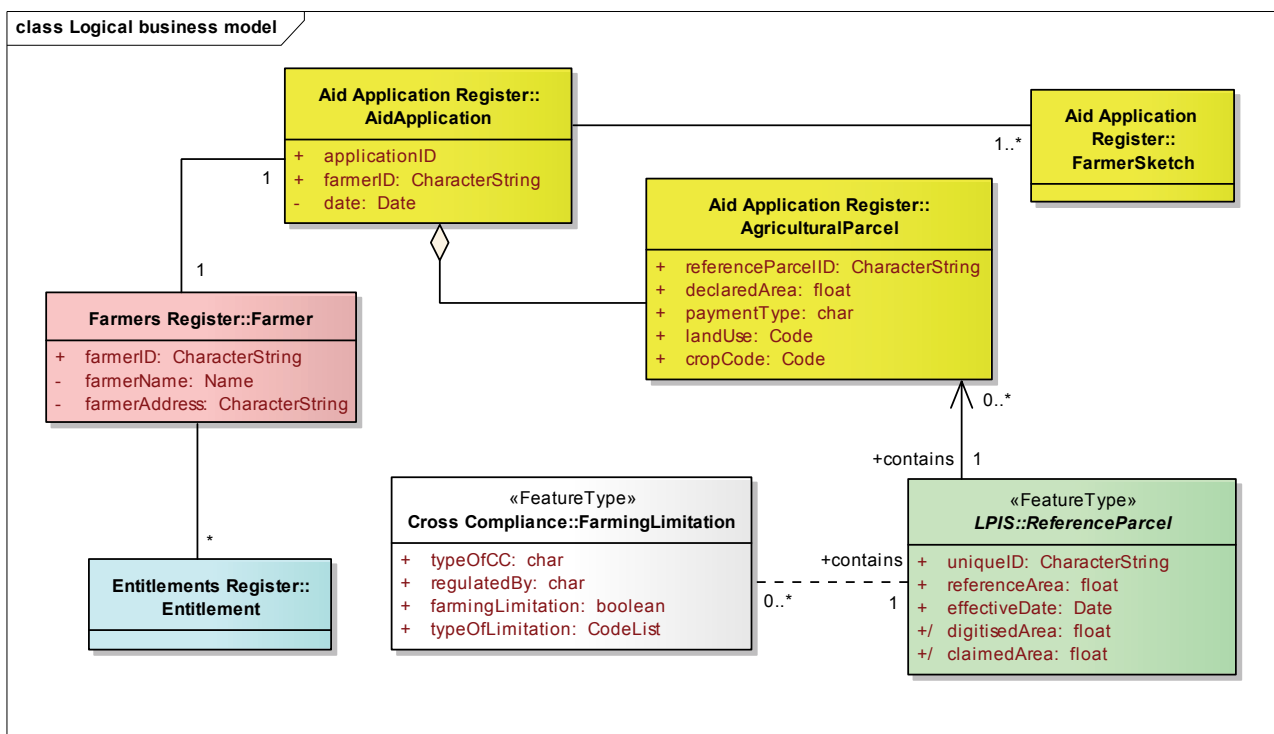 class Logical business model
Aid Application Register::
AidApplication
+ applicationID
+ farmerID: CharacterString
- date: Date
1
1
1..*
Aid Application
Register::
FarmerSketch
Aid Application Register::
AgriculturalParcel
+ referenceParcelID: CharacterString
+ declaredArea: float
+ paymentType: char
+ landUse: Code
+ cropCode: Code
Farmers Register::Farmer
+ farmerID: CharacterString
- farmerName: Name
- farmerAddress: CharacterString
*
Entitlements Register::
Entitlement
0..*
+contains 1
«FeatureType»
Cross Compliance::FarmingLimitation
+ typeOfCC: char
+ regulatedBy: char
+ farmingLimitation: boolean
+ typeOfLimitation: CodeList
+contains
0..* 1
«FeatureType»
LPIS::ReferenceParcel
+ uniqueID: CharacterString
+ referenceArea: float
+ effectiveDate: Date
+/ digitisedArea: float
+/ claimedArea: float